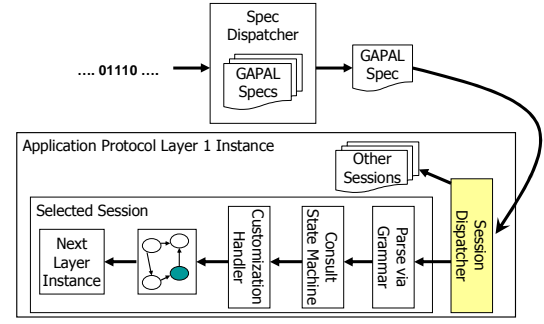 Spec
Dispatcher
.... 01110 ....
GAPAL
Specs
GAPAL
Spec
Application Protocol Layer 1 Instance
Other
Sessions
Selected Session
Next
Layer
Instance
Customization
Handler
Consult
State Machine
Parse via
Grammar
Session
Dispatcher